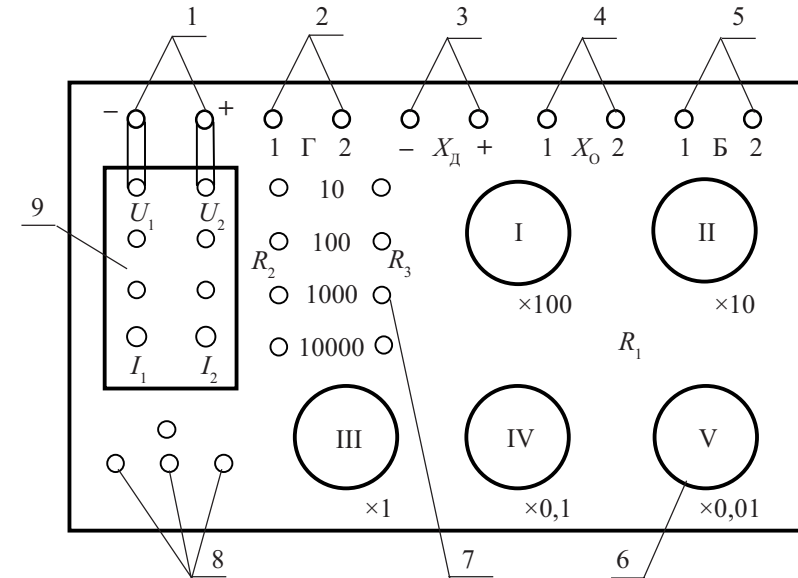 1 2 3 4 5
– + 1 Г 2 – XД + 1 XО 2 1 Б 2
9 U1 U2 10 I II
R2 100 R3
×100 ×10
1000
R1
10000
I1 I2
III IV V
×1 ×0,1 ×0,01
8 7 6